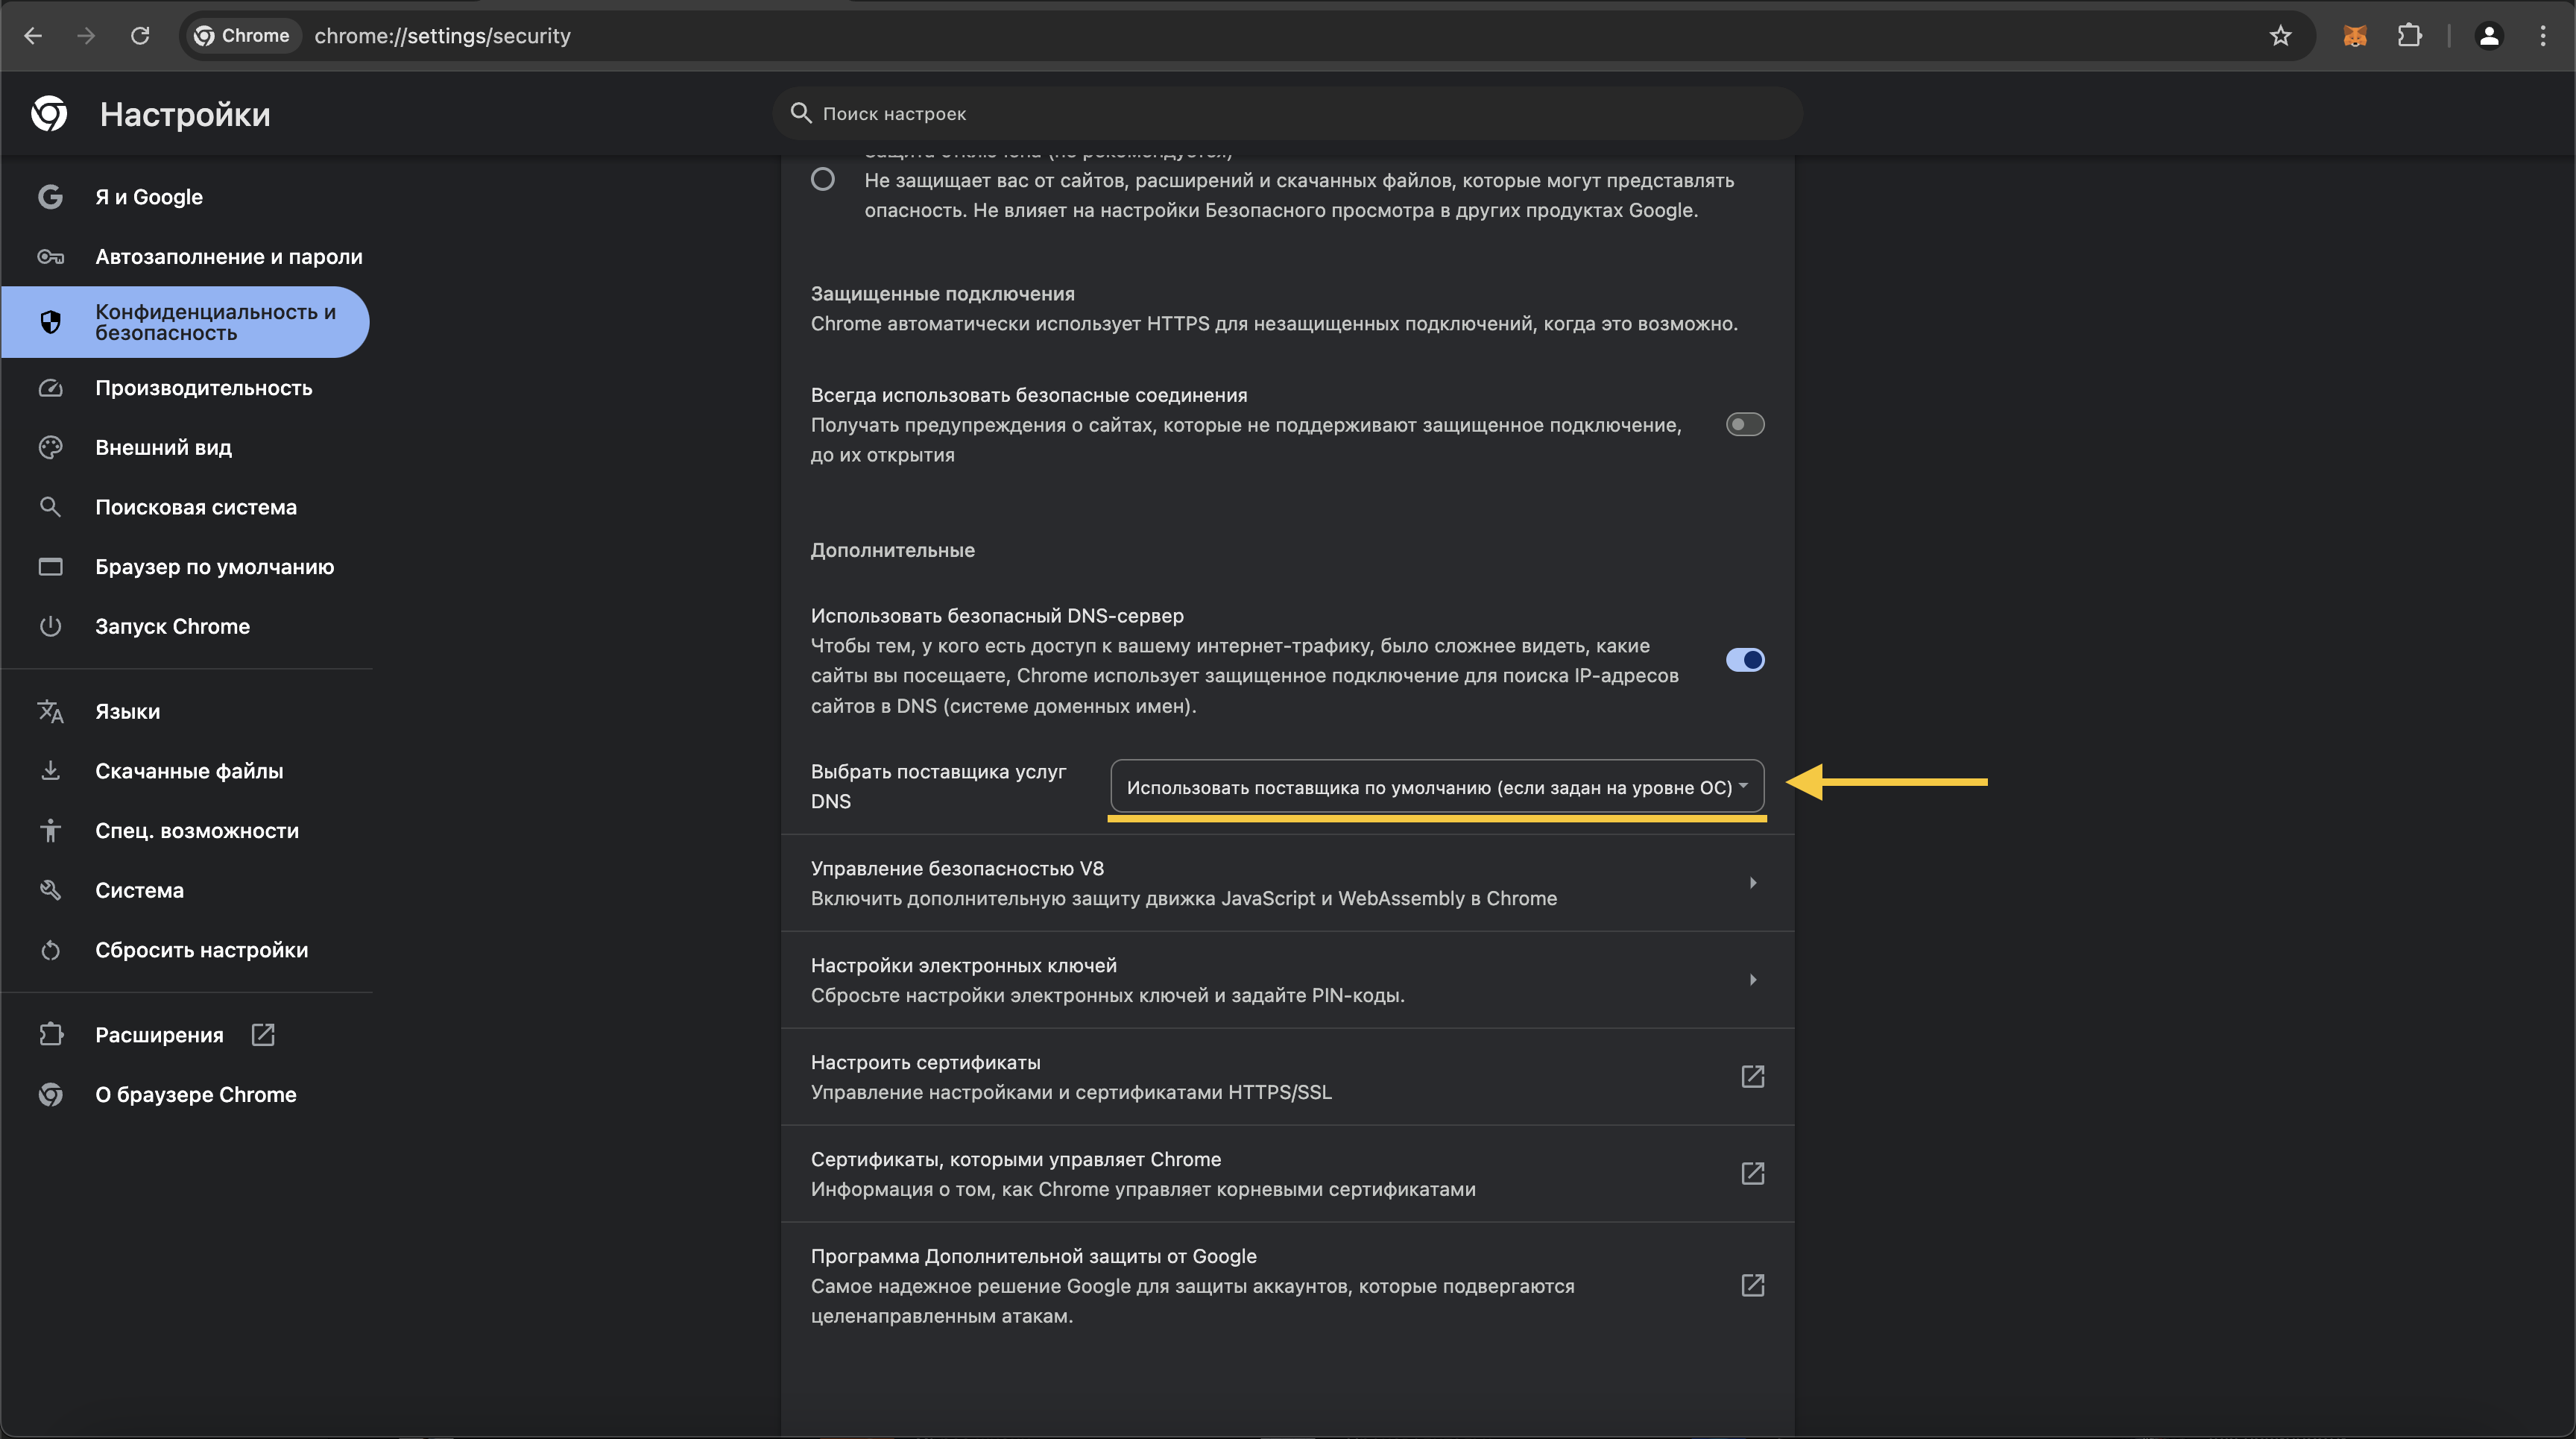 Chrome
chrome://settings/security
Настройки
Поиск настроек
Я и Google
Автозаполнение и пароли
Конфиденциальность и
безопасность
Производительность
Внешний вид
Поисковая система
Браузер по умолчанию
Запуск Chrome
Языки
Скачанные файлы
Спец. возможности
Система
Сбросить настройки
Расширения
О браузере Chrome
Защита отключена (не рекомендуется)
Не защищает вас от сайтов, расширений и скачанных файлов, которые могут представлять
опасность. Не влияет на настройки Безопасного просмотра в других продуктах Google.
Защищенные подключения
Chrome автоматически использует HTTPS для незащищенных подключений, когда это возможно.
Всегда использовать безопасные соединения
Получать предупреждения о сайтах, которые не поддерживают защищенное подключение,
до их открытия
Дополнительные
Использовать безопасный DNS-сервер
Чтобы тем, у кого есть доступ к вашему интернет-трафику, было сложнее видеть, какие
сайты вы посещаете, Chrome использует защищенное подключение для поиска IP-адресов
сайтов в DNS (системе доменных имен).
Выбрать поставщика услуг
DNS
Использовать поставщика по умолчанию (если задан на уровне ОС)
Управление безопасностью V8
Включить дополнительную защиту движка JavaScript и WebAssembly в Chrome
Настройки электронных ключей
Сбросьте настройки электронных ключей и задайте PIN-коды.
Настроить сертификаты
Управление настройками и сертификатами HTTPS/SSL
Сертификаты, которыми управляет Chrome
Информация о том, как Chrome управляет корневыми сертификатами
Программа Дополнительной защиты от Google
Самое надежное решение Google для защиты аккаунтов, которые подвергаются
целенаправленным атакам.